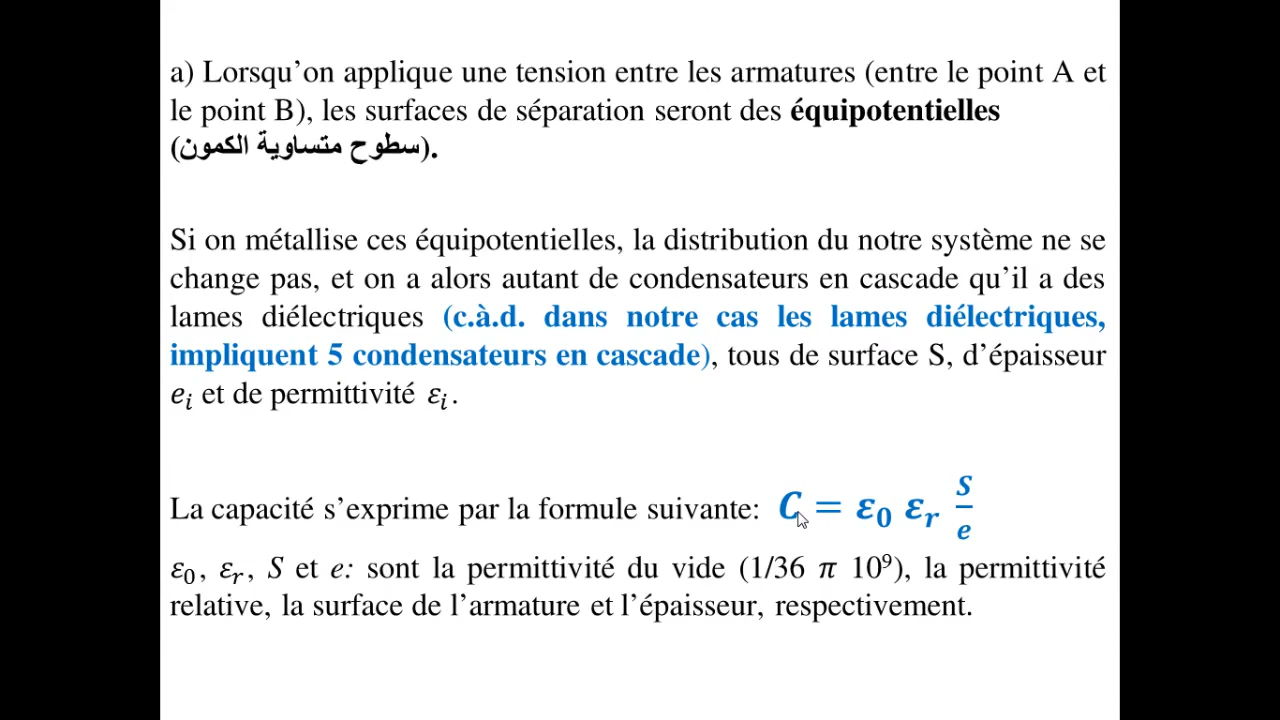 a) Lorsqu’on applique une tension entre les armatures (entre le point A et
le point B), les surfaces de séparation seront des équipotentielles
(سطوح متساوية الكمون).
Si on métallise ces équipotentielles, la distribution du notre système ne se
change pas, et on a alors autant de condensateurs en cascade qu’il a des
lames diélectriques (c.à.d. dans notre cas les lames diélectriques,
impliquent 5 condensateurs en cascade), tous de surface S, d’épaisseur
𝑒ᵢ et de permittivité 𝜀ᵢ.
La capacité s’exprime par la formule suivante: C = ε₀ εᵣ S/e
ε₀, εᵣ, S et e: sont la permittivité du vide (1/36 π 10⁹), la permittivité
relative, la surface de l’armature et l’épaisseur, respectivement.